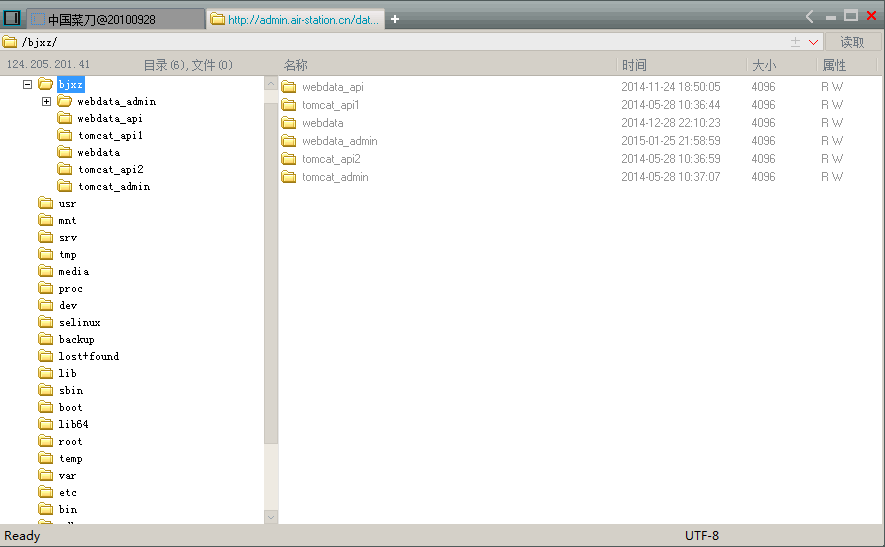 中国菜刀@20100928 http://admin.air-station.cn/dat...
/bjxz/ 读取
124.205.201.41 目录(6),文件(0) 名称 时间 大小 属性
bjxz
webdata_admin
webdata_api
tomcat_api1
webdata
tomcat_api2
tomcat_admin
usr
mnt
srv
tmp
media
proc
dev
selinux
backup
lost+found
lib
sbin
boot
lib64
root
temp
var
etc
bin
webdata_api 2014-11-24 18:50:05 4096 R W
tomcat_api1 2014-05-28 10:36:44 4096 R W
webdata 2014-12-28 22:10:23 4096 R W
webdata_admin 2015-01-25 21:58:59 4096 R W
tomcat_api2 2014-05-28 10:36:59 4096 R W
tomcat_admin 2014-05-28 10:37:07 4096 R W
Ready UTF-8